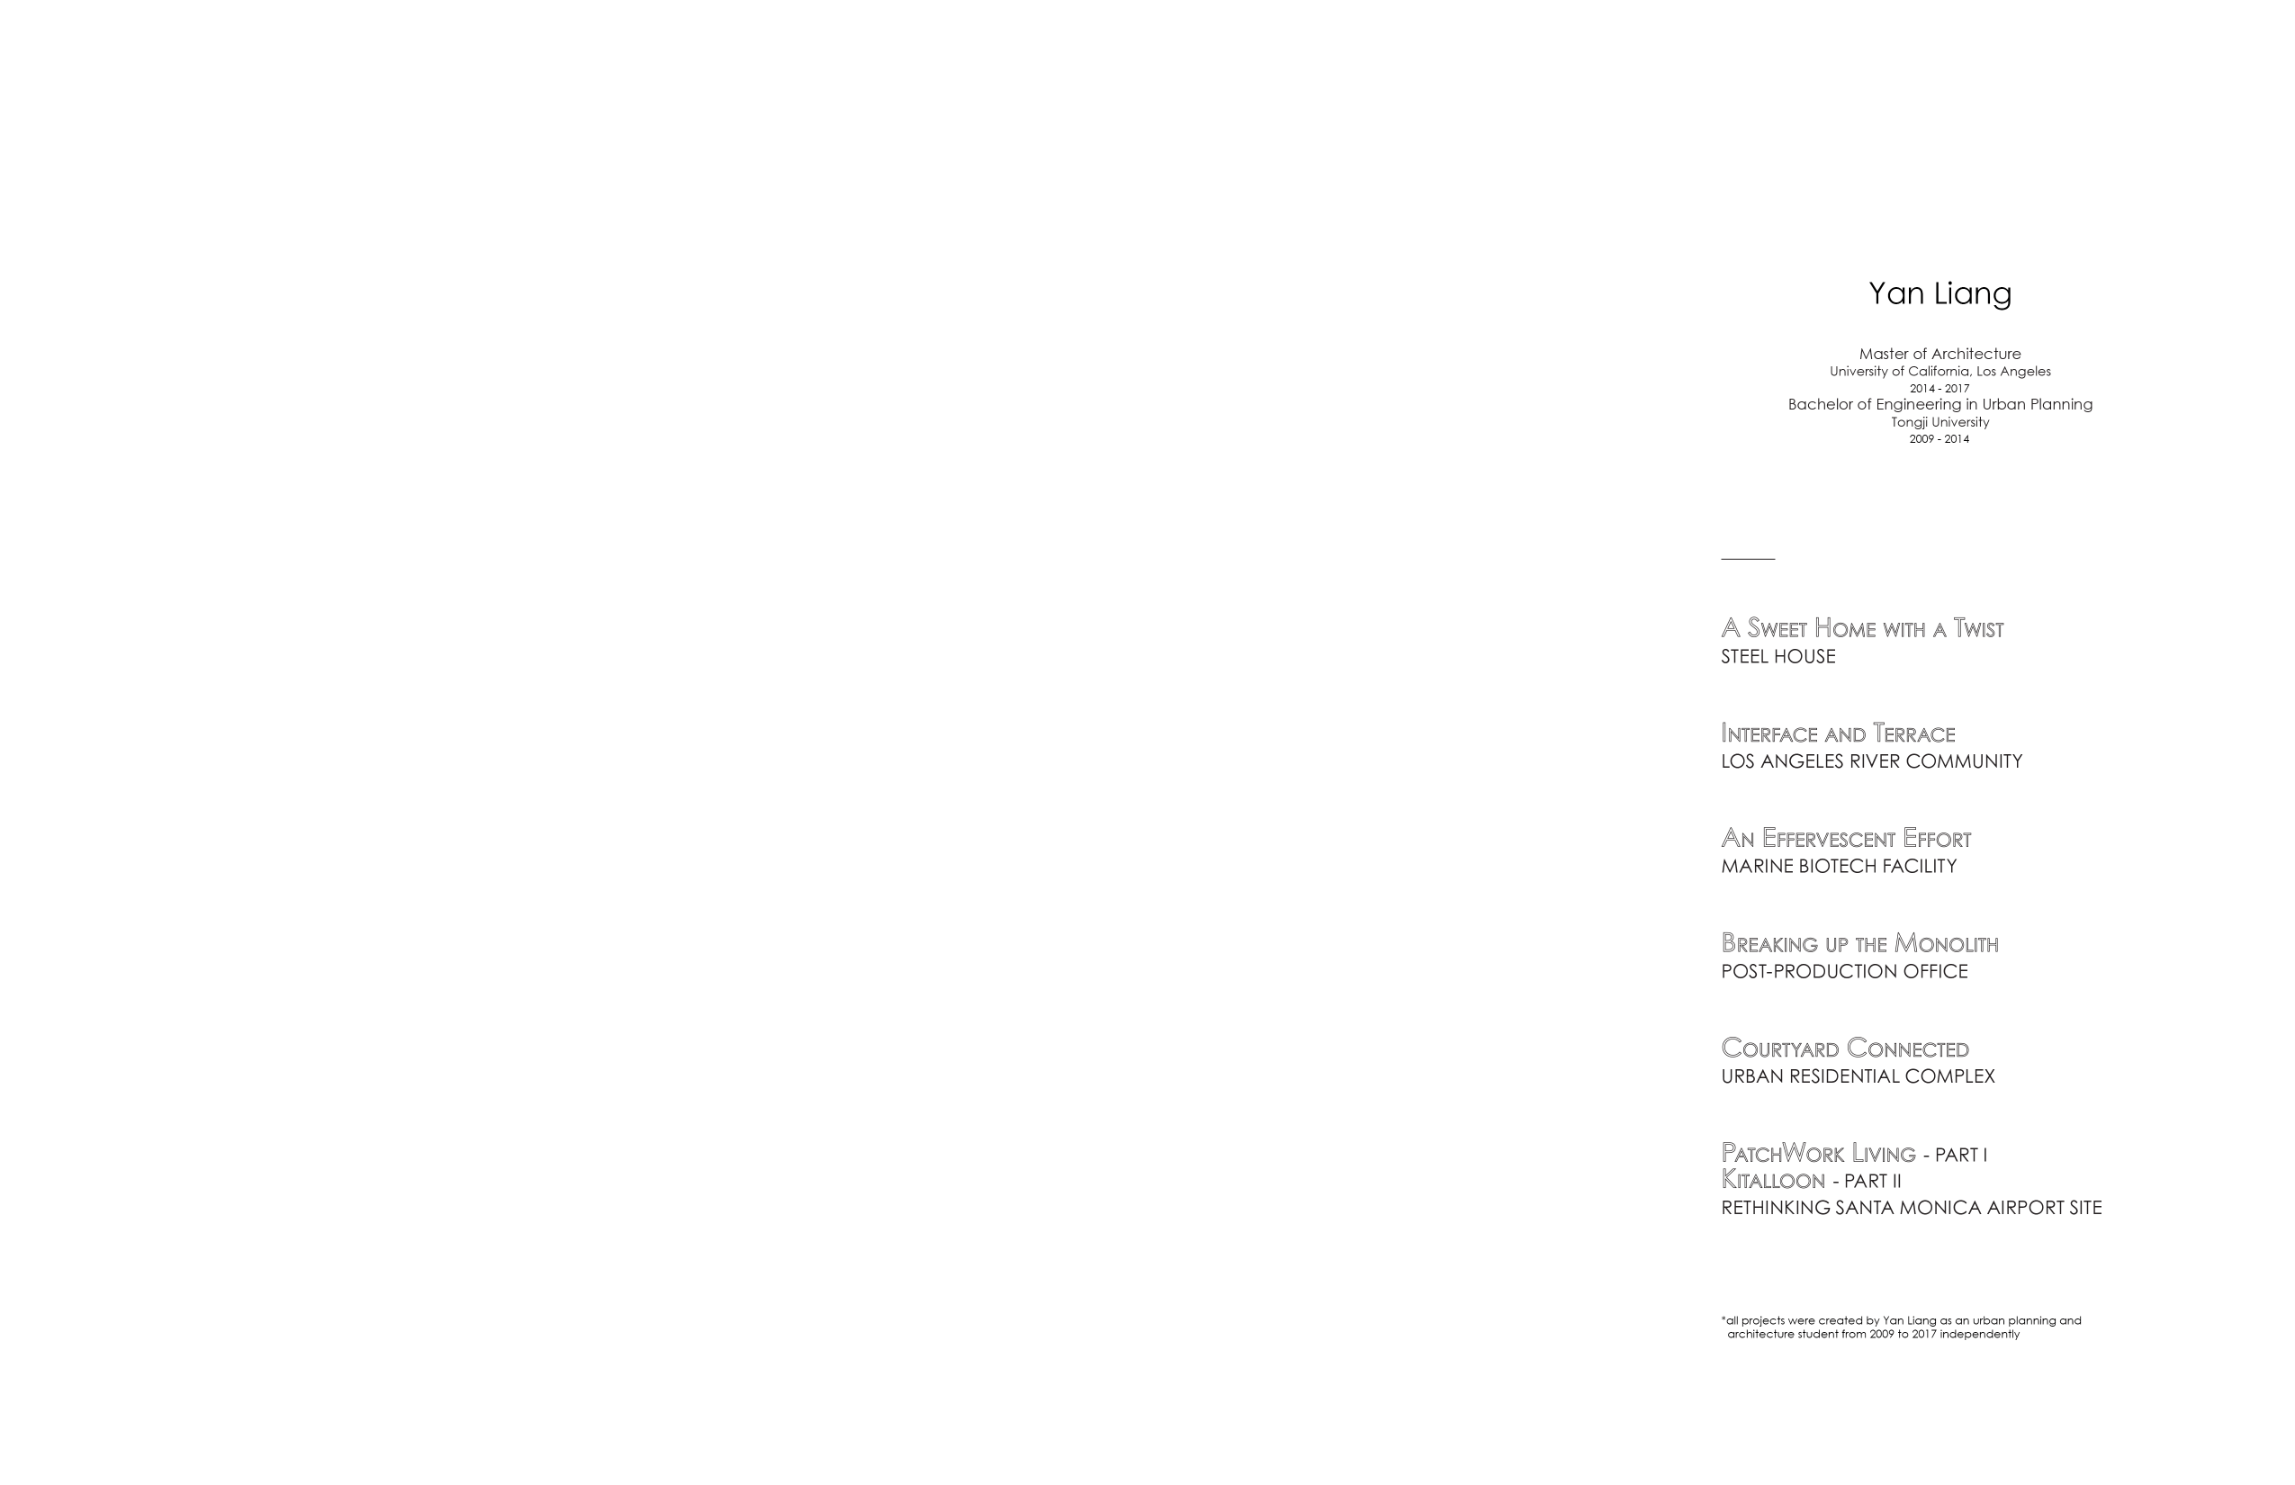 Yan Liang
Master of Architecture
University of California, Los Angeles
2014 - 2017
Bachelor of Engineering in Urban Planning
Tongji University
2009 - 2014
A Sweet Home with a Twist
STEEL HOUSE
Interface and Terrace
LOS ANGELES RIVER COMMUNITY
An Effervescent Effort
MARINE BIOTECH FACILITY
Breaking up the Monolith
POST-PRODUCTION OFFICE
Courtyard Connected
URBAN RESIDENTIAL COMPLEX
PatchWork Living - PART I
Kitalloon - PART II
RETHINKING SANTA MONICA AIRPORT SITE
*all projects were created by Yan Liang as an urban planning and
architecture student from 2009 to 2017 independently